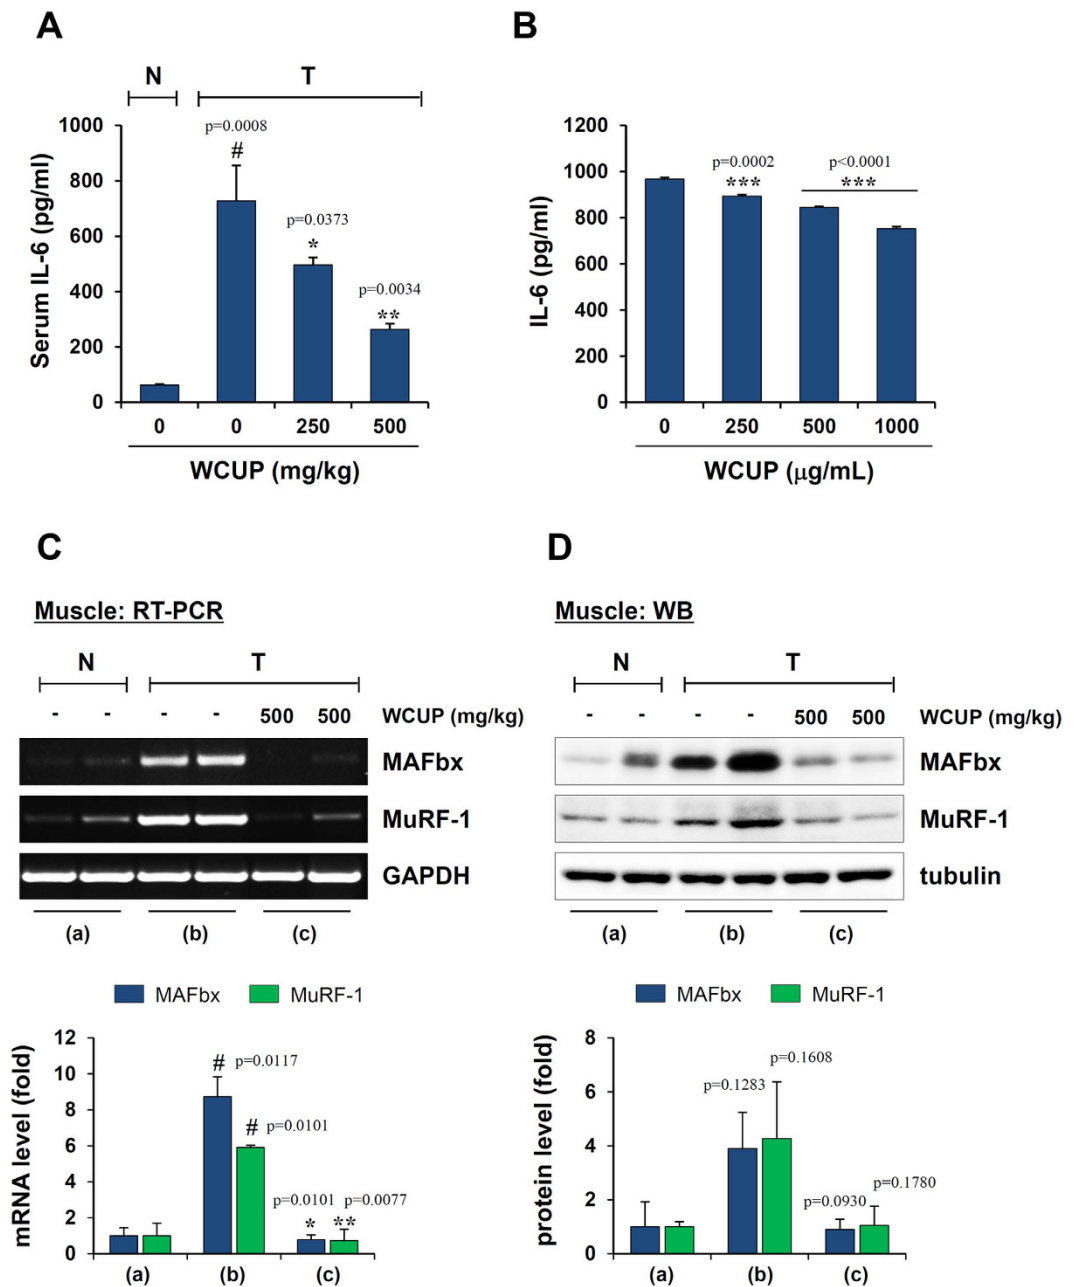 A
N T
Serum IL-6 (pg/ml)
1000
800
600
400
200
0
p=0.0008
#
p=0.0373
*
p=0.0034
**
0 0 250 500
WCUP (mg/kg)
B
IL-6 (pg/ml)
1200
1000
800
600
400
200
0
p=0.0002
***
p<0.0001
***
0 250 500 1000
WCUP (μg/mL)
C
Muscle: RT-PCR
N T
- - - - 500 500 WCUP (mg/kg)
MAFbx
MuRF-1
GAPDH
(a) (b) (c)
MAFbx MuRF-1
mRNA level (fold)
12
10
8
6
4
2
0
# p=0.0117
# p=0.0101
p=0.0101 p=0.0077
* **
(a) (b) (c)
D
Muscle: WB
N T
- - - - 500 500 WCUP (mg/kg)
MAFbx
MuRF-1
tubulin
(a) (b) (c)
MAFbx MuRF-1
protein level (fold)
8
6
4
2
0
p=0.1608
p=0.1283
p=0.1780
p=0.0930
(a) (b) (c)